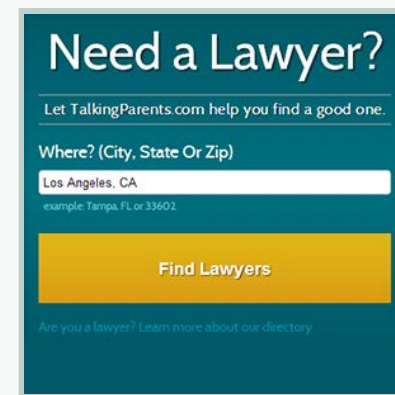 Need a Lawyer?
Let TalkingParents.com help you find a good one.
Where? (City, State Or Zip)
Los Angeles, CA
example: Tampa, FL or 33602
Find Lawyers
Are you a lawyer? Learn more about our directory